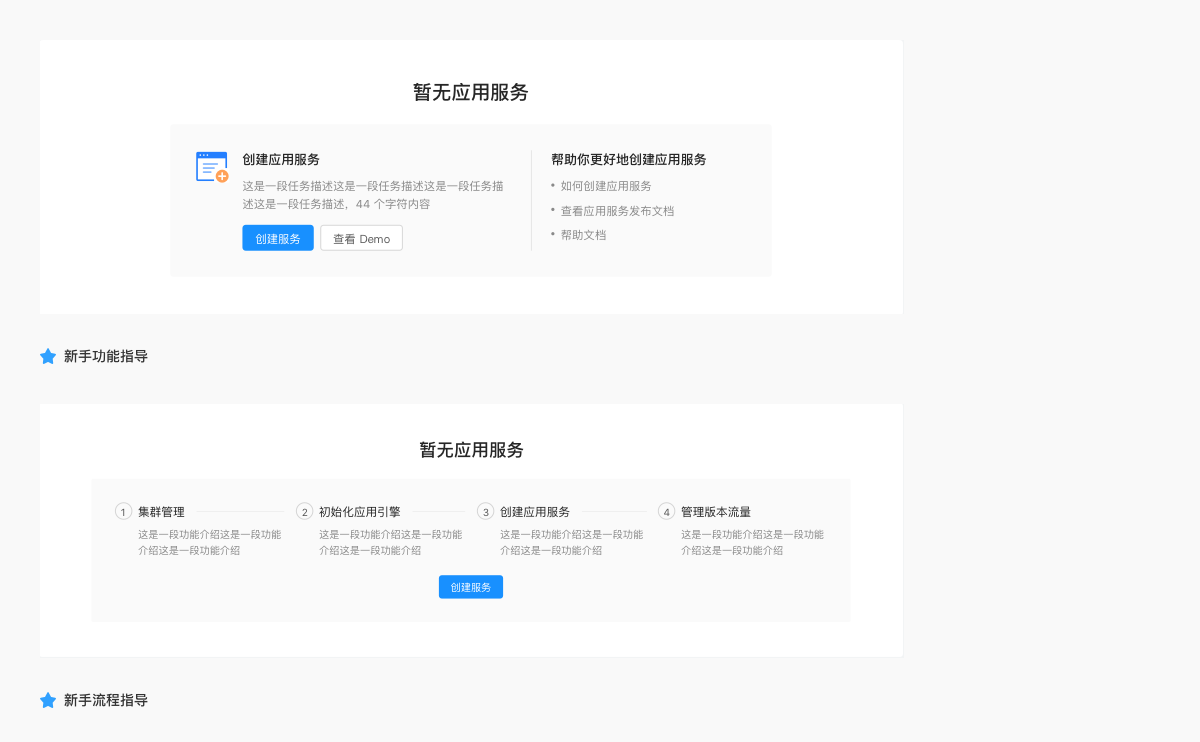 暂无应用服务
创建应用服务
这是一段任务描述这是一段任务描述这是一段任务描
述这是一段任务描述，44 个字符内容
创建服务
查看 Demo
帮助你更好地创建应用服务
• 如何创建应用服务
• 查看应用服务发布文档
• 帮助文档
新手功能指导
暂无应用服务
1 集群管理
这是一段功能介绍这是一段功能
介绍这是一段功能介绍
2 初始化应用引擎
这是一段功能介绍这是一段功能
介绍这是一段功能介绍
3 创建应用服务
这是一段功能介绍这是一段功能
介绍这是一段功能介绍
4 管理版本流量
这是一段功能介绍这是一段功能
介绍这是一段功能介绍
创建服务
新手流程指导